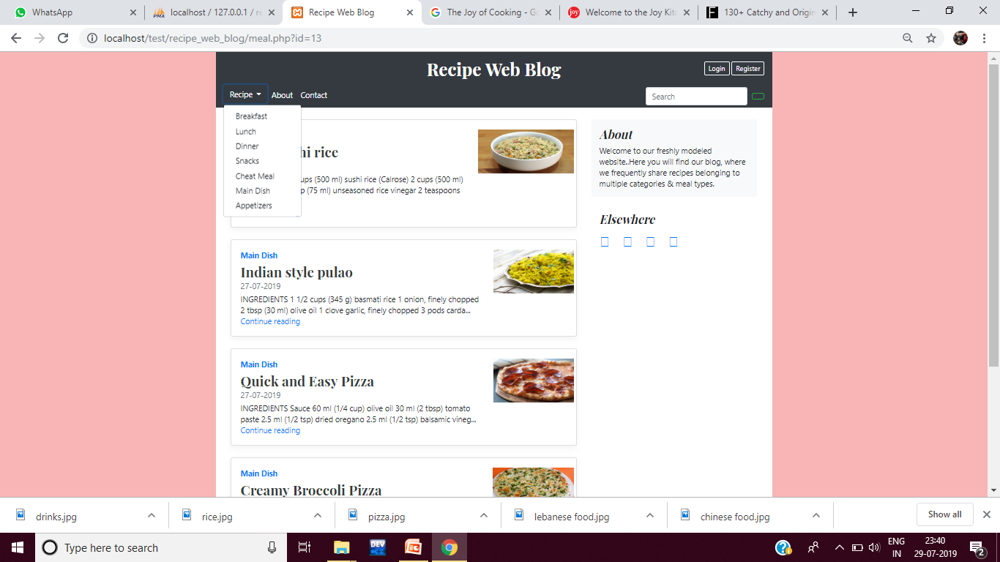 WhatsApp
localhost / 127.0.0.1 / re
Recipe Web Blog
The Joy of Cooking - Go
Welcome to the Joy Kit
130+ Catchy and Origin
localhost/test/recipe_web_blog/meal.php?id=13
Recipe Web Blog
Login
Register
Recipe
About
Contact
Search
Breakfast
Lunch
Dinner
Snacks
Cheat Meal
Main Dish
Appetizers
hi rice
ups (500 ml) sushi rice (Calrose) 2 cups (500 ml)
p (75 ml) unseasoned rice vinegar 2 teaspoons
Main Dish
Indian style pulao
27-07-2019
INGREDIENTS 1 1/2 cups (345 g) basmati rice 1 onion, finely chopped
2 tbsp (30 ml) olive oil 1 clove garlic, finely chopped 3 pods carda...
Continue reading
Main Dish
Quick and Easy Pizza
27-07-2019
INGREDIENTS Sauce 60 ml (1/4 cup) olive oil 30 ml (2 tbsp) tomato
paste 2.5 ml (1/2 tsp) dried oregano 2.5 ml (1/2 tsp) balsamic vineg...
Continue reading
Main Dish
Creamy Broccoli Pizza
About
Welcome to our freshly modeled
website..Here you will find our blog, where
we frequently share recipes belonging to
multiple categories & meal types.
Elsewhere
drinks.jpg
rice.jpg
pizza.jpg
lebanese food.jpg
chinese food.jpg
Show all
Type here to search
DEV
ENG
IN
23:40
29-07-2019
2